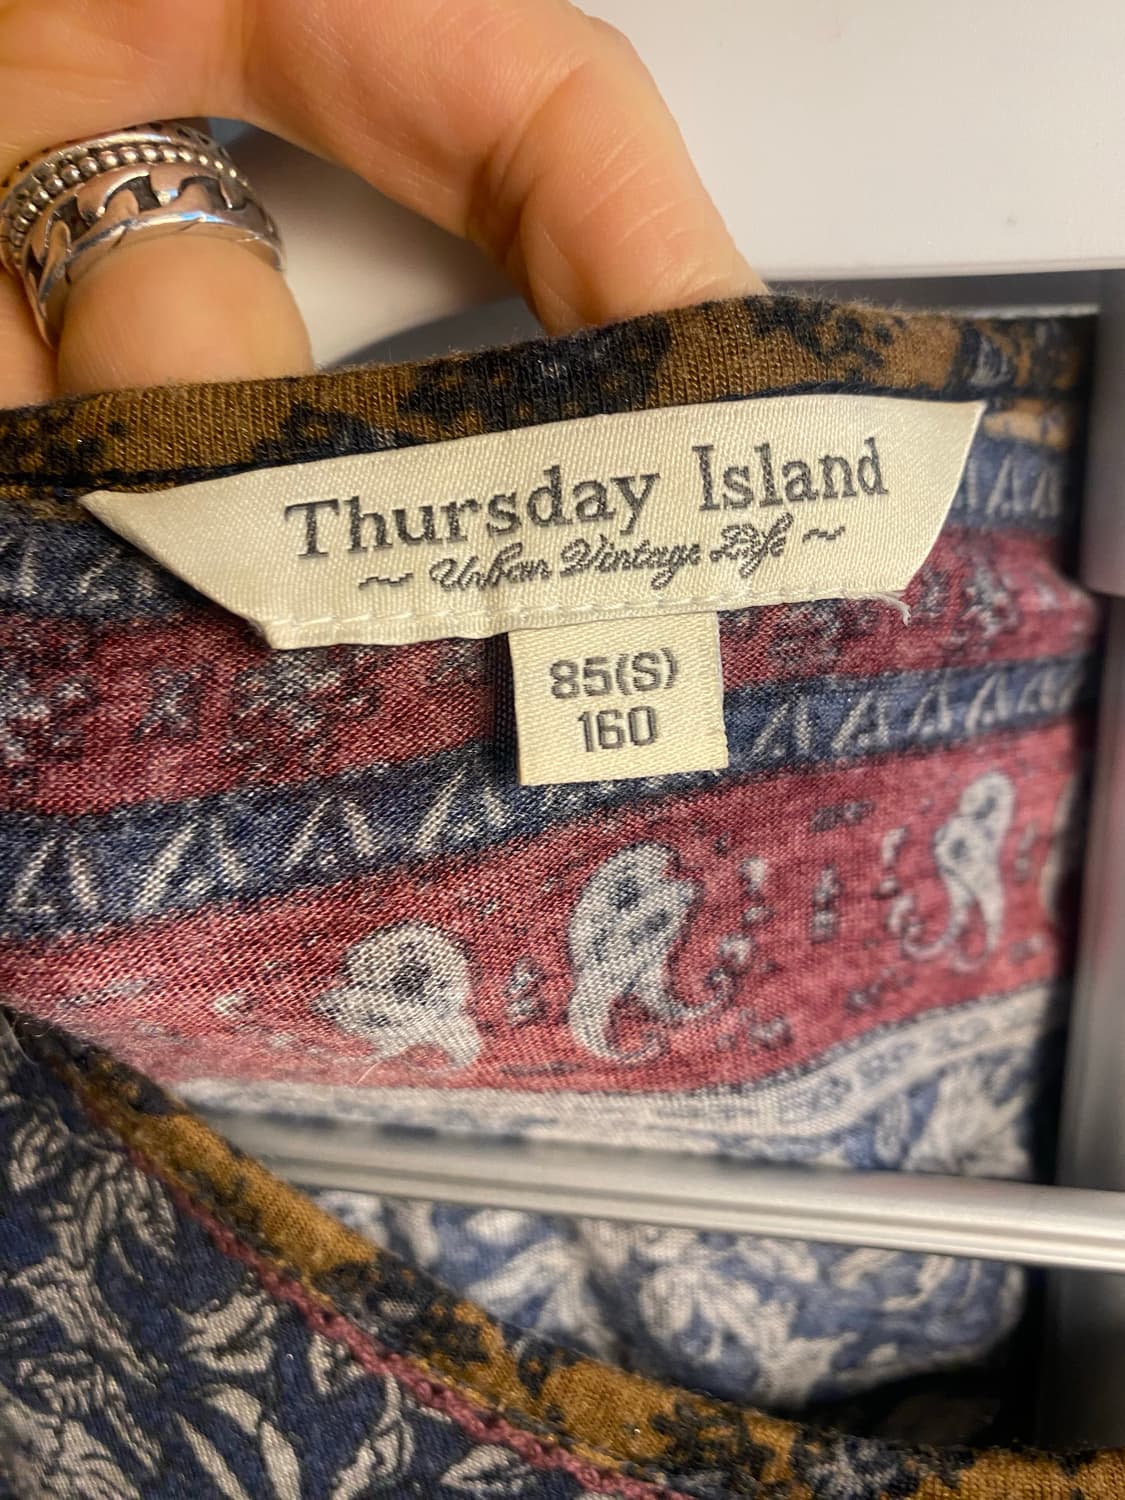 Thursday Island
~ Urban Vintage Life ~
85(S)
160